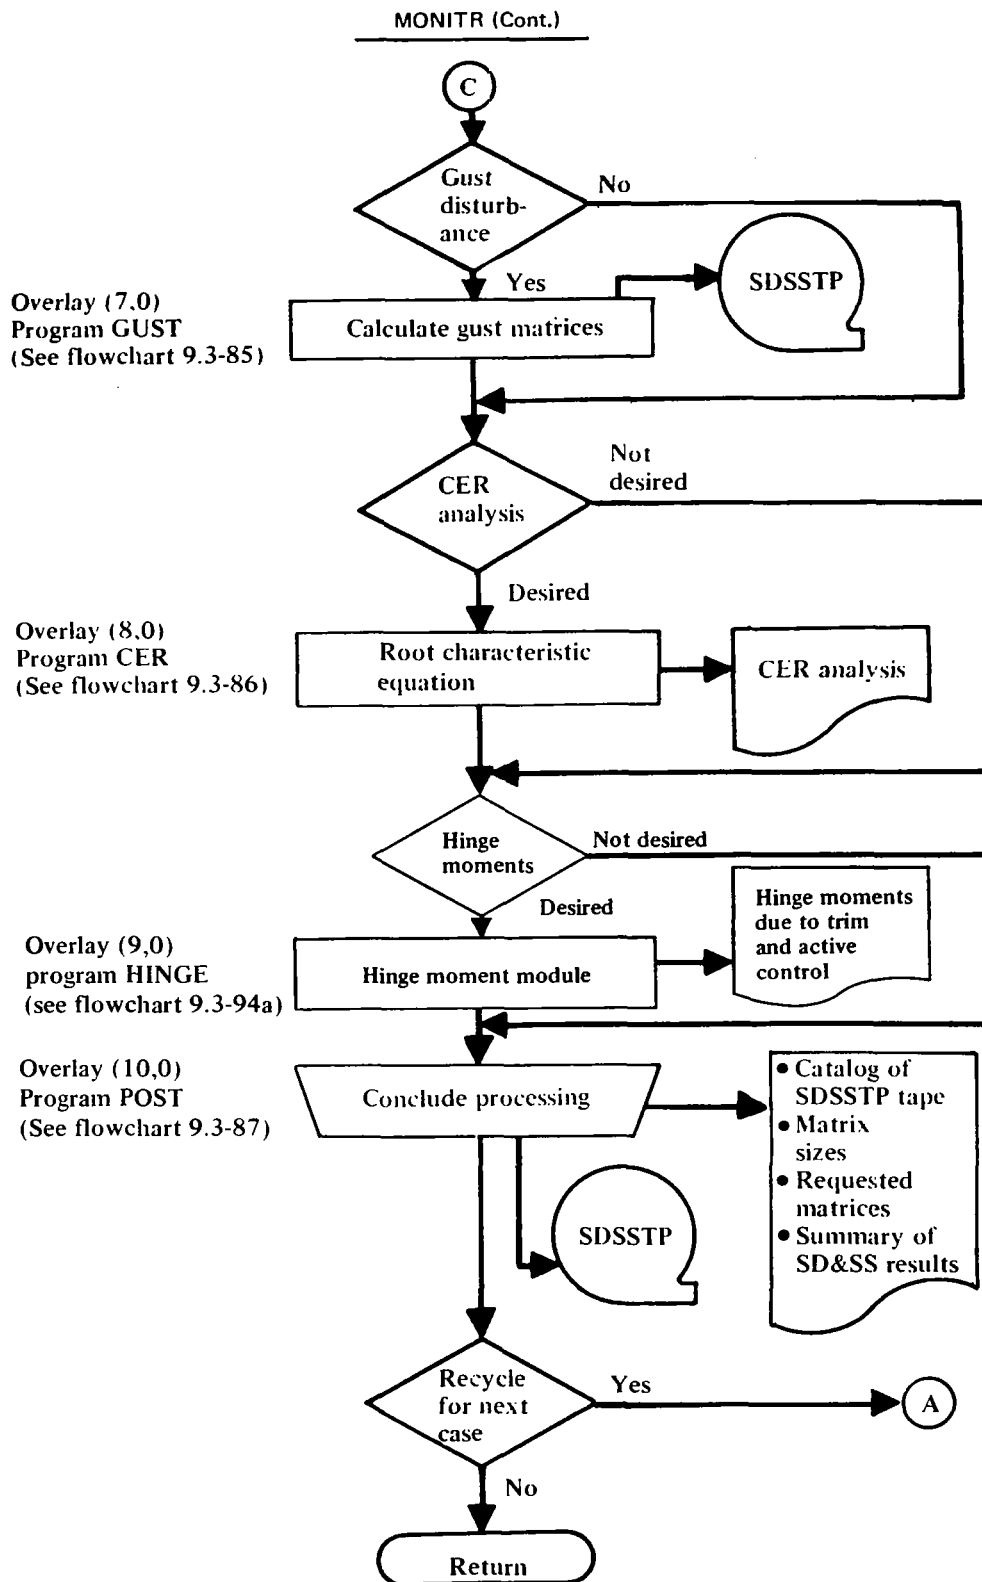 MONITR (Cont.)
C
Gust
disturb-
ance
No
Yes
SDSSTP
Overlay (7,0)
Program GUST
(See flowchart 9.3-85)
Calculate gust matrices
CER
analysis
Not
desired
Desired
Overlay (8,0)
Program CER
(See flowchart 9.3-86)
Root characteristic
equation
CER analysis
Hinge
moments
Not desired
Desired
Overlay (9,0)
program HINGE
(see flowchart 9.3-94a)
Hinge moment module
Hinge moments
due to trim
and active
control
Overlay (10,0)
Program POST
(See flowchart 9.3-87)
Conclude processing
• Catalog of
SDSSTP tape
• Matrix
sizes
• Requested
matrices
• Summary of
SD&SS results
SDSSTP
Recycle
for next
case
Yes
A
No
Return